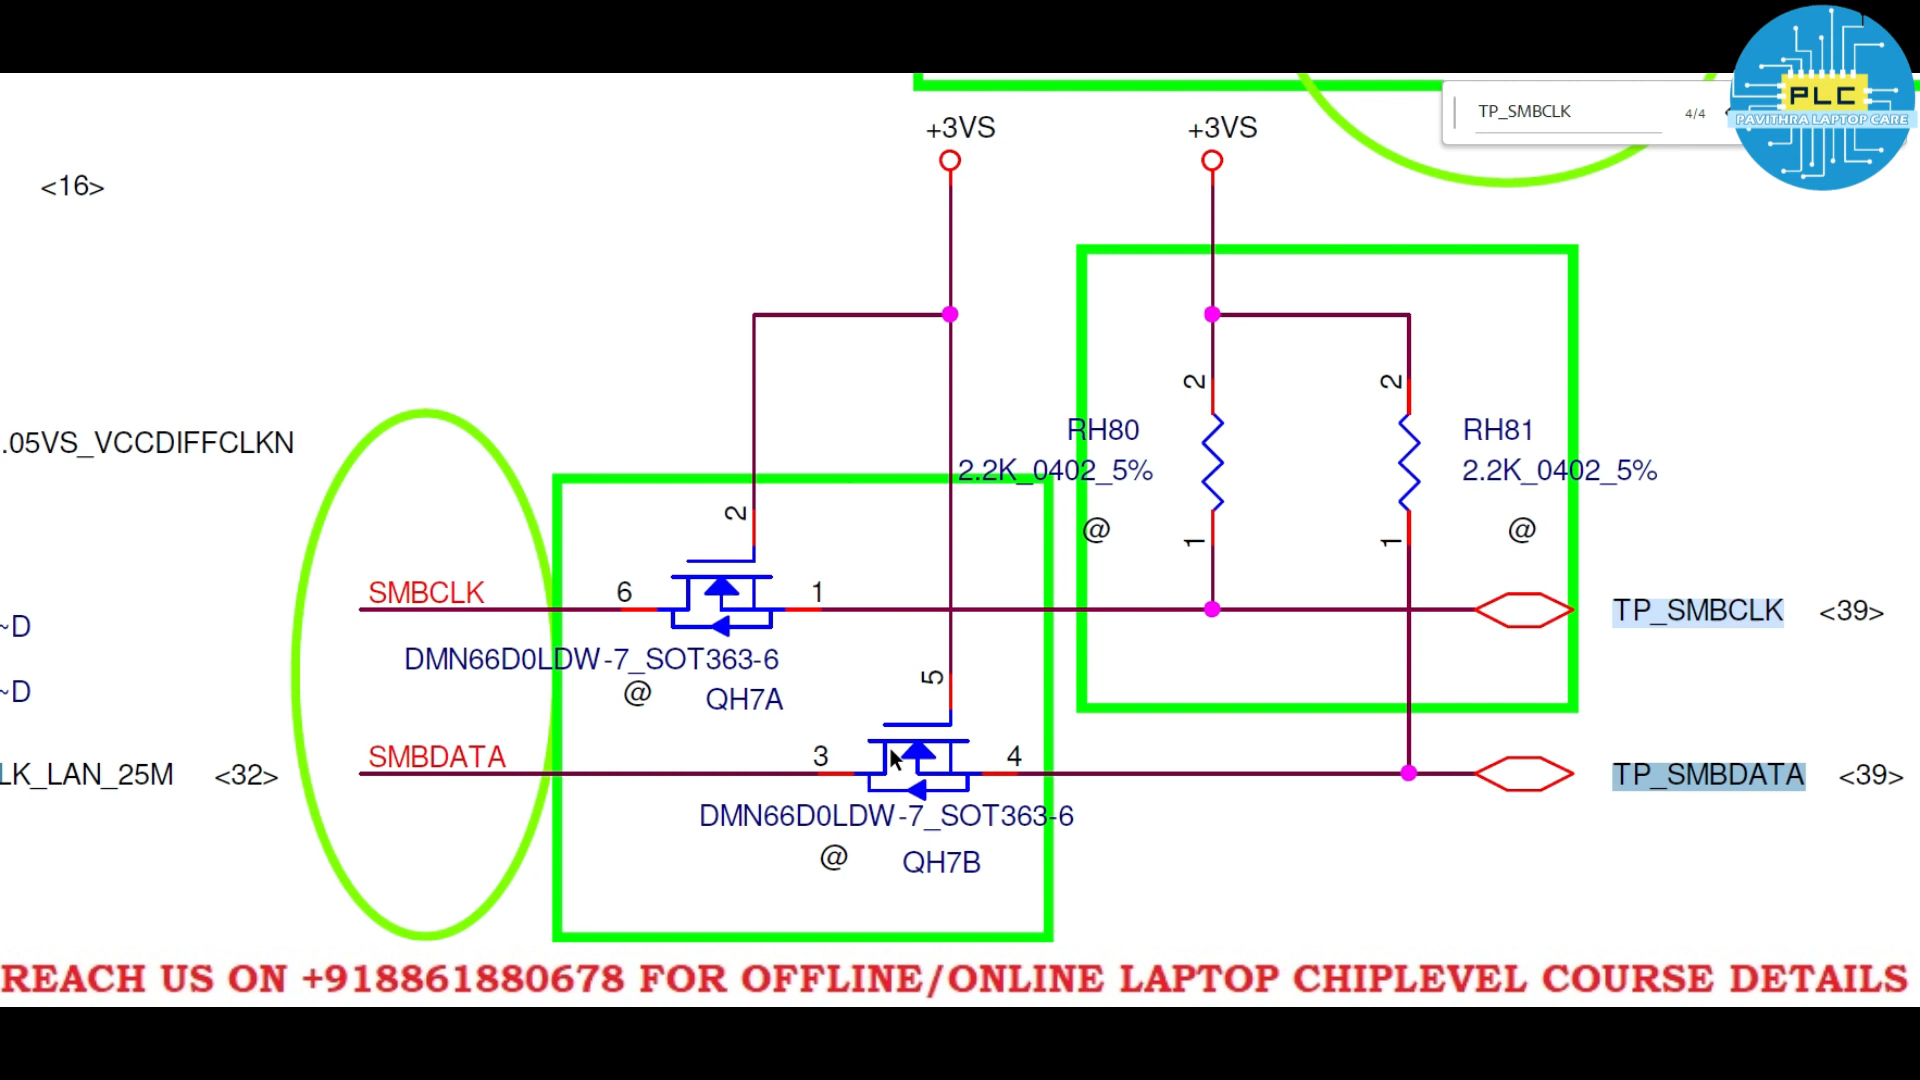 TP_SMBCLK 4/4
PLC
PAVITHRA LAPTOP CARE
+3VS +3VS
<16>
2 2
RH80 RH81
.05VS_VCCDIFFCLKN
2.2K_0402_5% 2.2K_0402_5%
2
@ @
1 1
SMBCLK 6 1
TP_SMBCLK <39>
~D
DMN66D0LDW-7_SOT363-6
5
@ QH7A
~D
SMBDATA 3 4
LK_LAN_25M <32>
TP_SMBDATA <39>
DMN66D0LDW-7_SOT363-6
@ QH7B
REACH US ON +918861880678 FOR OFFLINE/ONLINE LAPTOP CHIPLEVEL COURSE DETAILS